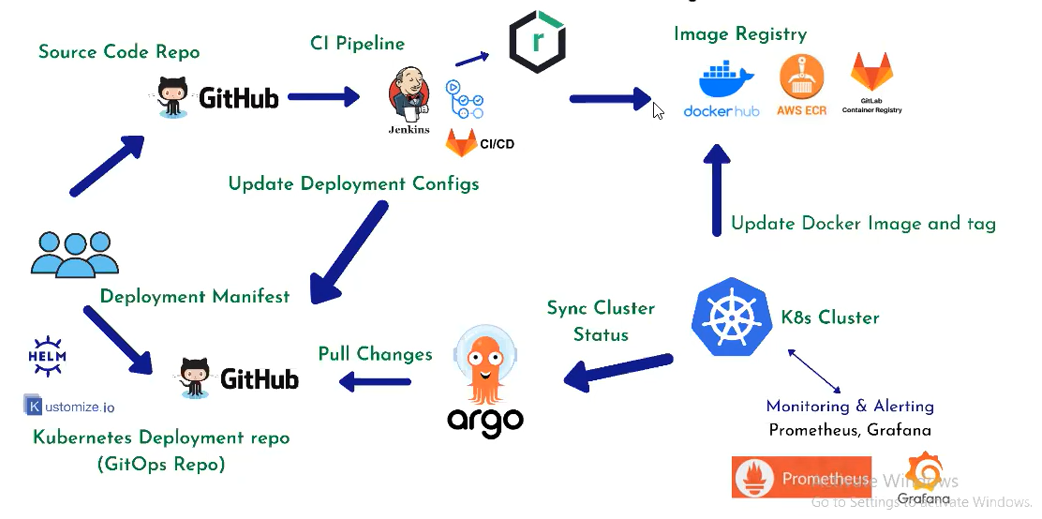 Source Code Repo
GitHub
CI Pipeline
Jenkins
CI/CD
r
Image Registry
docker hub
AWS ECR
GitLab
Container Registry
Update Deployment Configs
Update Docker Image and tag
Deployment Manifest
HELM
Kustomize.io
GitHub
Kubernetes Deployment repo
(GitOps Repo)
Pull Changes
argo
Sync Cluster
Status
K8s Cluster
Monitoring & Alerting
Prometheus, Grafana
Prometheus
Grafana
Activate Windows
Go to Settings to activate Windows.